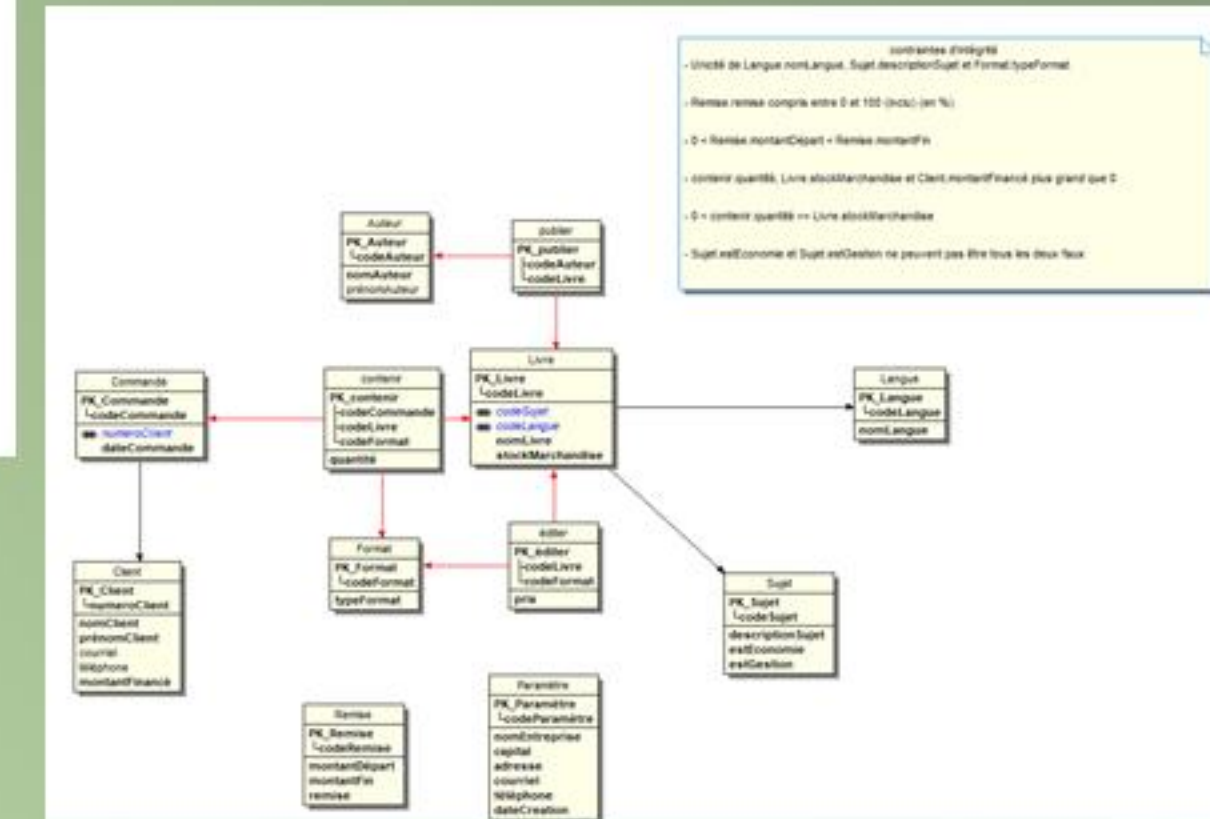 contraintes d'intégrité
- Unicité de Langue.nomLangue, Sujet.descriptionSujet et Format.typeFormat
- Remise.remise compris entre 0 et 100 (inclu) (en %)
- 0 < Remise.montantDépart < Remise.montantFin
- contenir.quantité, Livre.stockMarchandise et Client.montantFinancé plus grand que 0
- 0 < contenir.quantité <= Livre.stockMarchandise
- Sujet.estEconomie et Sujet.estGestion ne peuvent pas être tous les deux faux
Auteur
PK_Auteur
codeAuteur
nomAuteur
prénomAuteur
publier
PK_publier
codeAuteur
codeLivre
Commande
PK_Commande
codeCommande
numeroClient
dateCommande
contenir
PK_contenir
codeCommande
codeLivre
codeFormat
quantité
Livre
PK_Livre
codeLivre
codeSujet
codeLangue
nomLivre
stockMarchandise
Langue
PK_Langue
codeLangue
nomLangue
Client
PK_Client
numeroClient
nomClient
prénomClient
courriel
téléphone
montantFinancé
Format
PK_Format
codeFormat
typeFormat
éditer
PK_éditer
codeLivre
codeFormat
prix
Sujet
PK_Sujet
codeSujet
descriptionSujet
estEconomie
estGestion
Remise
PK_Remise
codeRemise
montantDépart
montantFin
remise
Paramètre
PK_Paramètre
codeParamètre
nomEntreprise
capital
adresse
courriel
téléphone
dateCreation